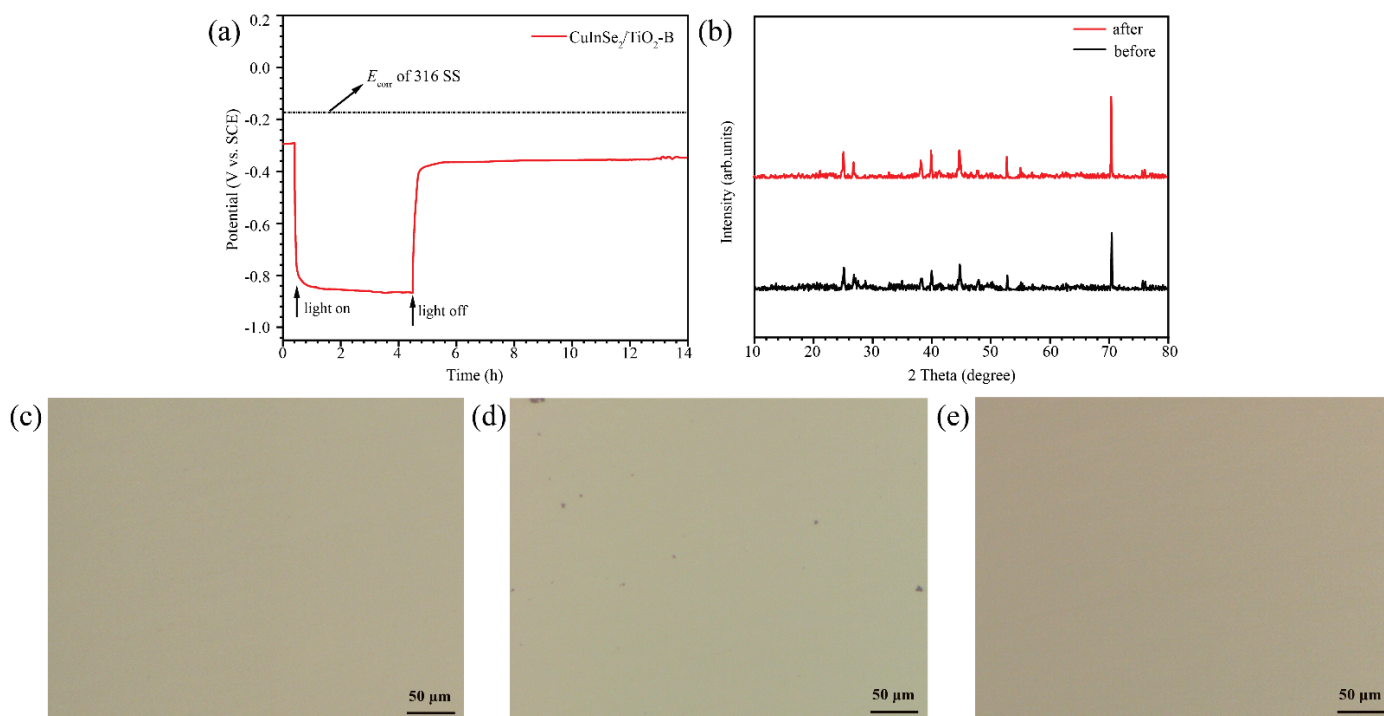 (a)
0.2
0.0
-0.2
-0.4
-0.6
-0.8
-1.0
Potential (V vs. SCE)
CuInSe₂/TiO₂-B
E_corr of 316 SS
light on
light off
0 2 4 6 8 10 12 14
Time (h)
(b)
after
before
Intensity (arb.units)
10 20 30 40 50 60 70 80
2 Theta (degree)
(c)
50 μm
(d)
50 μm
(e)
50 μm